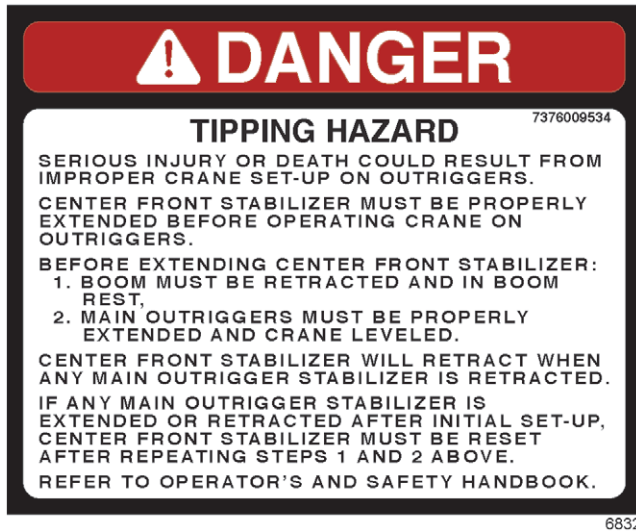 DANGER
7376009534
TIPPING HAZARD
SERIOUS INJURY OR DEATH COULD RESULT FROM
IMPROPER CRANE SET-UP ON OUTRIGGERS.
CENTER FRONT STABILIZER MUST BE PROPERLY
EXTENDED BEFORE OPERATING CRANE ON
OUTRIGGERS.
BEFORE EXTENDING CENTER FRONT STABILIZER:
1. BOOM MUST BE RETRACTED AND IN BOOM
REST,
2. MAIN OUTRIGGERS MUST BE PROPERLY
EXTENDED AND CRANE LEVELED.
CENTER FRONT STABILIZER WILL RETRACT WHEN
ANY MAIN OUTRIGGER STABILIZER IS RETRACTED.
IF ANY MAIN OUTRIGGER STABILIZER IS
EXTENDED OR RETRACTED AFTER INITIAL SET-UP,
CENTER FRONT STABILIZER MUST BE RESET
AFTER REPEATING STEPS 1 AND 2 ABOVE.
REFER TO OPERATOR'S AND SAFETY HANDBOOK.
6832